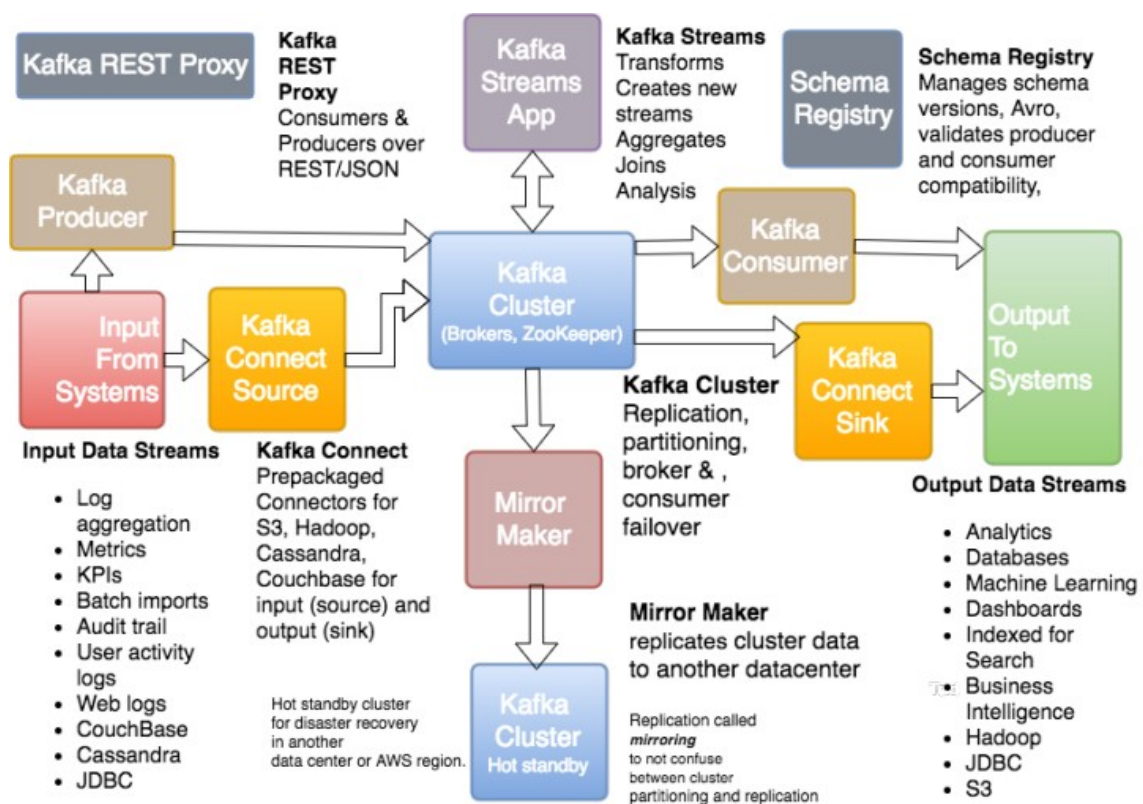 Kafka REST Proxy
Kafka
REST
Proxy
Consumers &
Producers over
REST/JSON
Kafka
Streams
App
Kafka Streams
Transforms
Creates new
streams
Aggregates
Joins
Analysis
Schema
Registry
Schema Registry
Manages schema
versions, Avro,
validates producer
and consumer
compatibility,
Kafka
Producer
Kafka
Cluster
(Brokers, ZooKeeper)
Kafka
Consumer
Input
From
Systems
Kafka
Connect
Source
Output
To
Systems
Kafka
Connect
Sink
Kafka Cluster
Replication,
partitioning,
broker & ,
consumer
failover
Input Data Streams
• Log
aggregation
• Metrics
• KPIs
• Batch imports
• Audit trail
• User activity
logs
• Web logs
• CouchBase
• Cassandra
• JDBC
Kafka Connect
Prepackaged
Connectors for
S3, Hadoop,
Cassandra,
Couchbase for
input (source) and
output (sink)
Mirror
Maker
Mirror Maker
replicates cluster data
to another datacenter
Hot standby cluster
for disaster recovery
in another
data center or AWS region.
Kafka
Cluster
Hot standby
Replication called
mirroring
to not confuse
between cluster
partitioning and replication
Output Data Streams
• Analytics
• Databases
• Machine Learning
• Dashboards
• Indexed for
Search
• Business
Intelligence
• Hadoop
• JDBC
• S3